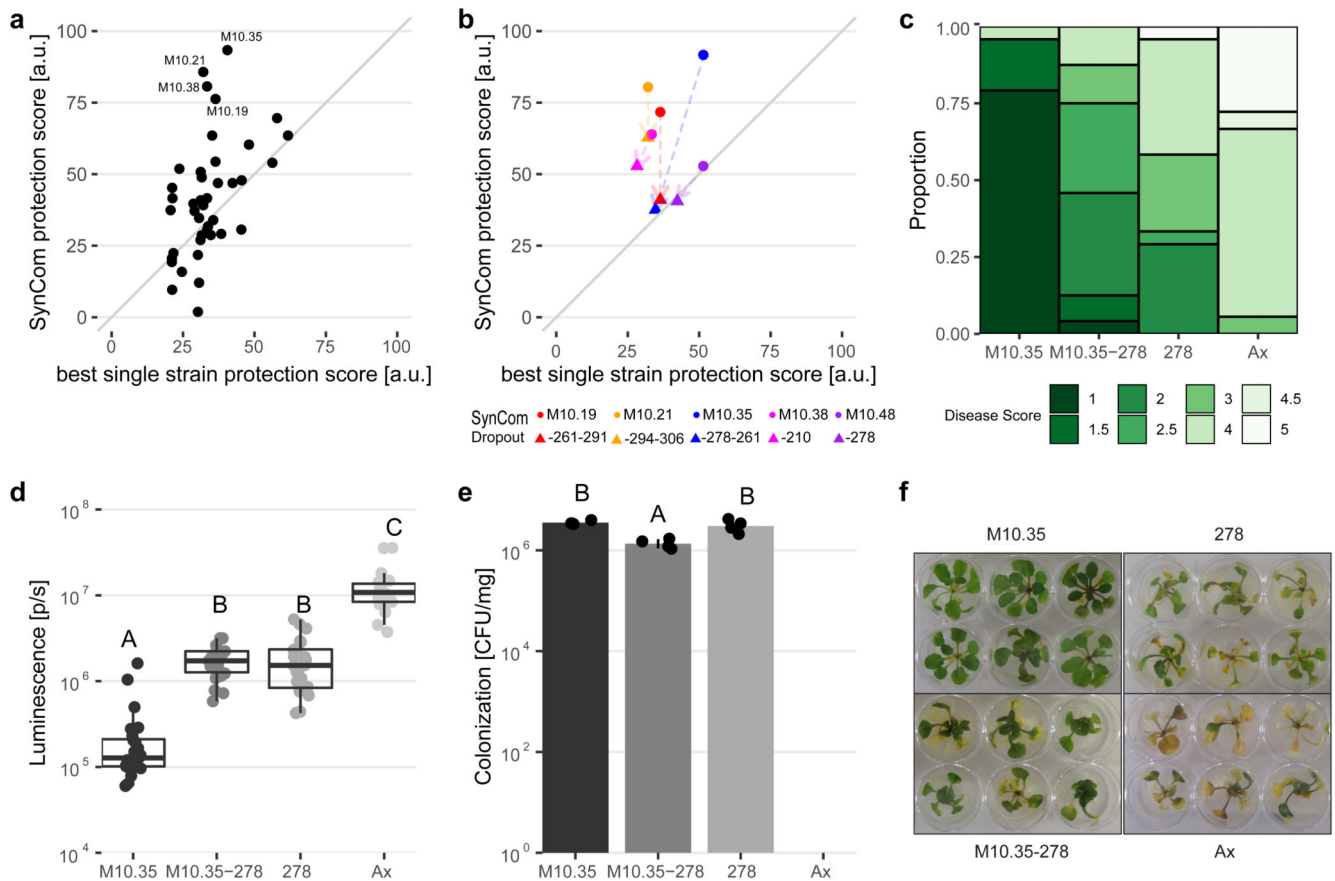 a
SynCom protection score [a.u.]
100
75
50
25
0
M10.35
M10.21
M10.38
M10.19
0 25 50 75 100
best single strain protection score [a.u.]
b
SynCom protection score [a.u.]
100
75
50
25
0
0 25 50 75 100
best single strain protection score [a.u.]
SynCom M10.19 M10.21 M10.35 M10.38 M10.48
Dropout -261-291 -294-306 -278-261 -210 -278
c
Proportion
1.00
0.75
0.50
0.25
0.00
M10.35 M10.35−278 278 Ax
Disease Score
1 2 3 4.5
1.5 2.5 4 5
d
Luminescence [p/s]
10^8
10^7
10^6
10^5
10^4
A
B
B
C
M10.35 M10.35−278 278 Ax
e
Colonization [CFU/mg]
10^6
10^4
10^2
10^0
B
A
B
M10.35 M10.35−278 278 Ax
f
M10.35 278
M10.35-278 Ax